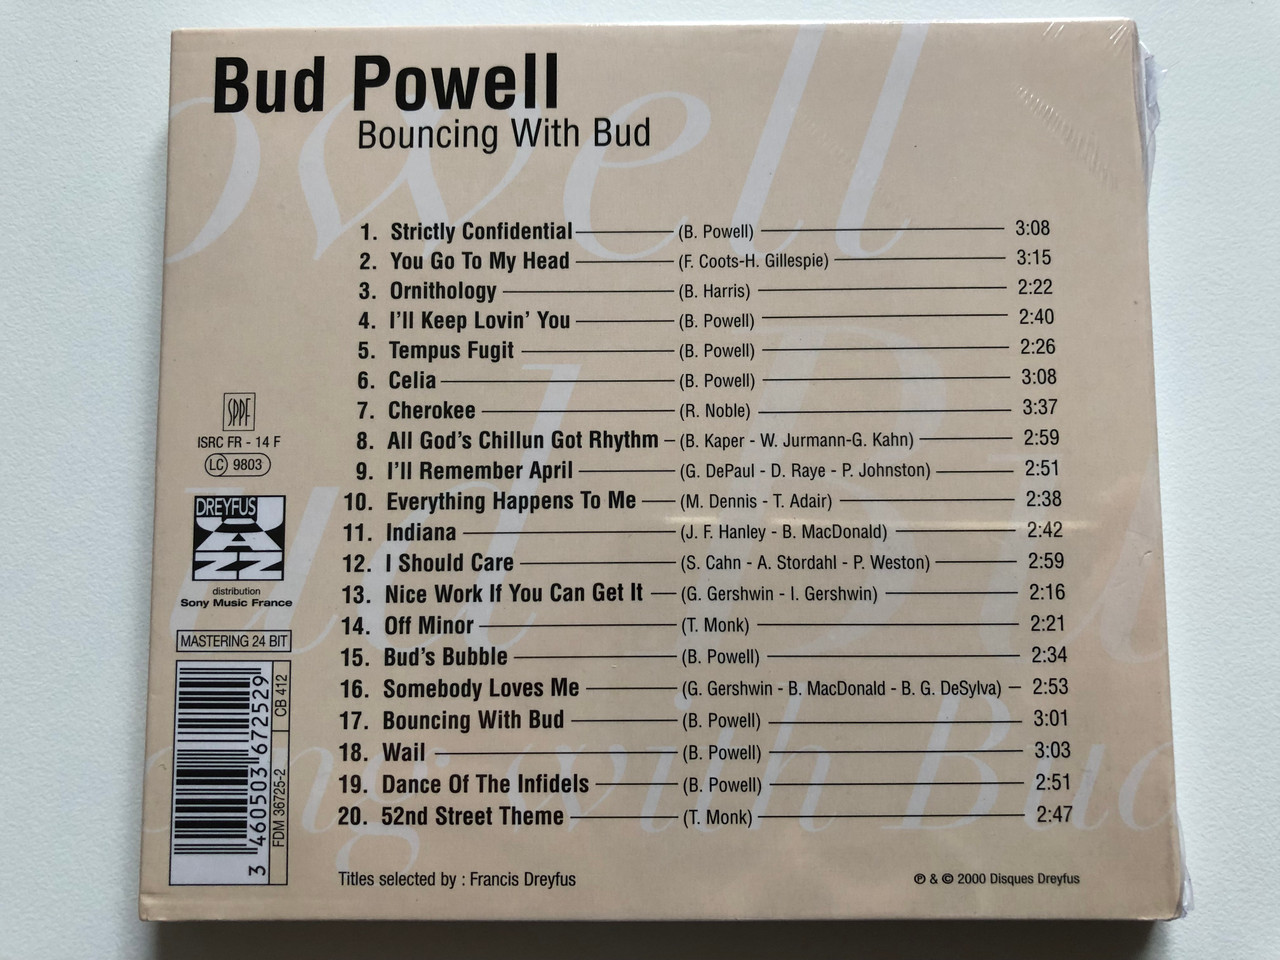 Bud Powell
Bouncing With Bud
1. Strictly Confidential (B. Powell) 3:08
2. You Go To My Head (F. Coots-H. Gillespie) 3:15
3. Ornithology (B. Harris) 2:22
4. I'll Keep Lovin' You (B. Powell) 2:40
5. Tempus Fugit (B. Powell) 2:26
6. Celia (B. Powell) 3:08
7. Cherokee (R. Noble) 3:37
8. All God's Chillun Got Rhythm (B. Kaper - W. Jurmann-G. Kahn) 2:59
9. I'll Remember April (G. DePaul - D. Raye - P. Johnston) 2:51
10. Everything Happens To Me (M. Dennis - T. Adair) 2:38
11. Indiana (J. F. Hanley - B. MacDonald) 2:42
12. I Should Care (S. Cahn - A. Stordahl - P. Weston) 2:59
13. Nice Work If You Can Get It (G. Gershwin - I. Gershwin) 2:16
14. Off Minor (T. Monk) 2:21
15. Bud's Bubble (B. Powell) 2:34
16. Somebody Loves Me (G. Gershwin - B. MacDonald - B. G. DeSylva) 2:53
17. Bouncing With Bud (B. Powell) 3:01
18. Wail (B. Powell) 3:03
19. Dance Of The Infidels (B. Powell) 2:51
20. 52nd Street Theme (T. Monk) 2:47
SPPF
ISRC FR - 14 F
LC 9803
DREYFUS
JAZZ
distribution
Sony Music France
MASTERING 24 BIT
3 460503 672529
FDM 36725-2
CB 412
Titles selected by : Francis Dreyfus
℗ & © 2000 Disques Dreyfus
owell
ud Bu
ng with Bud